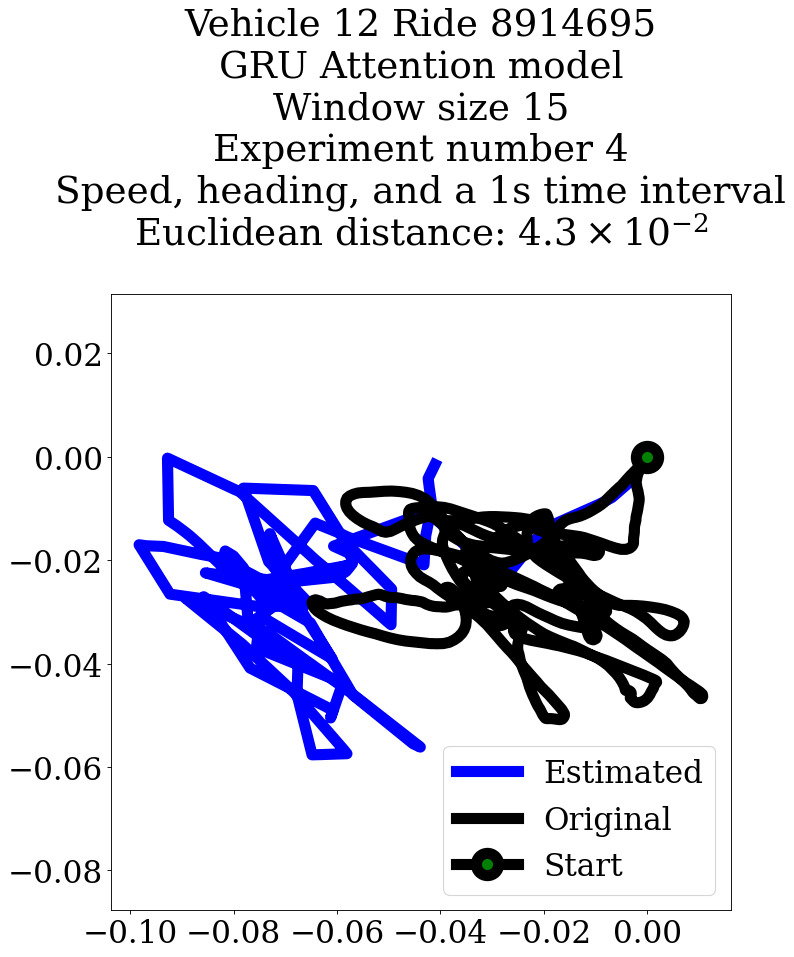 Vehicle 12 Ride 8914695
GRU Attention model
Window size 15
Experiment number 4
Speed, heading, and a 1s time interval
Euclidean distance: 4.3 × 10⁻²
0.02
0.00
−0.02
−0.04
−0.06
−0.08
Estimated
Original
Start
−0.10 −0.08 −0.06 −0.04 −0.02 0.00